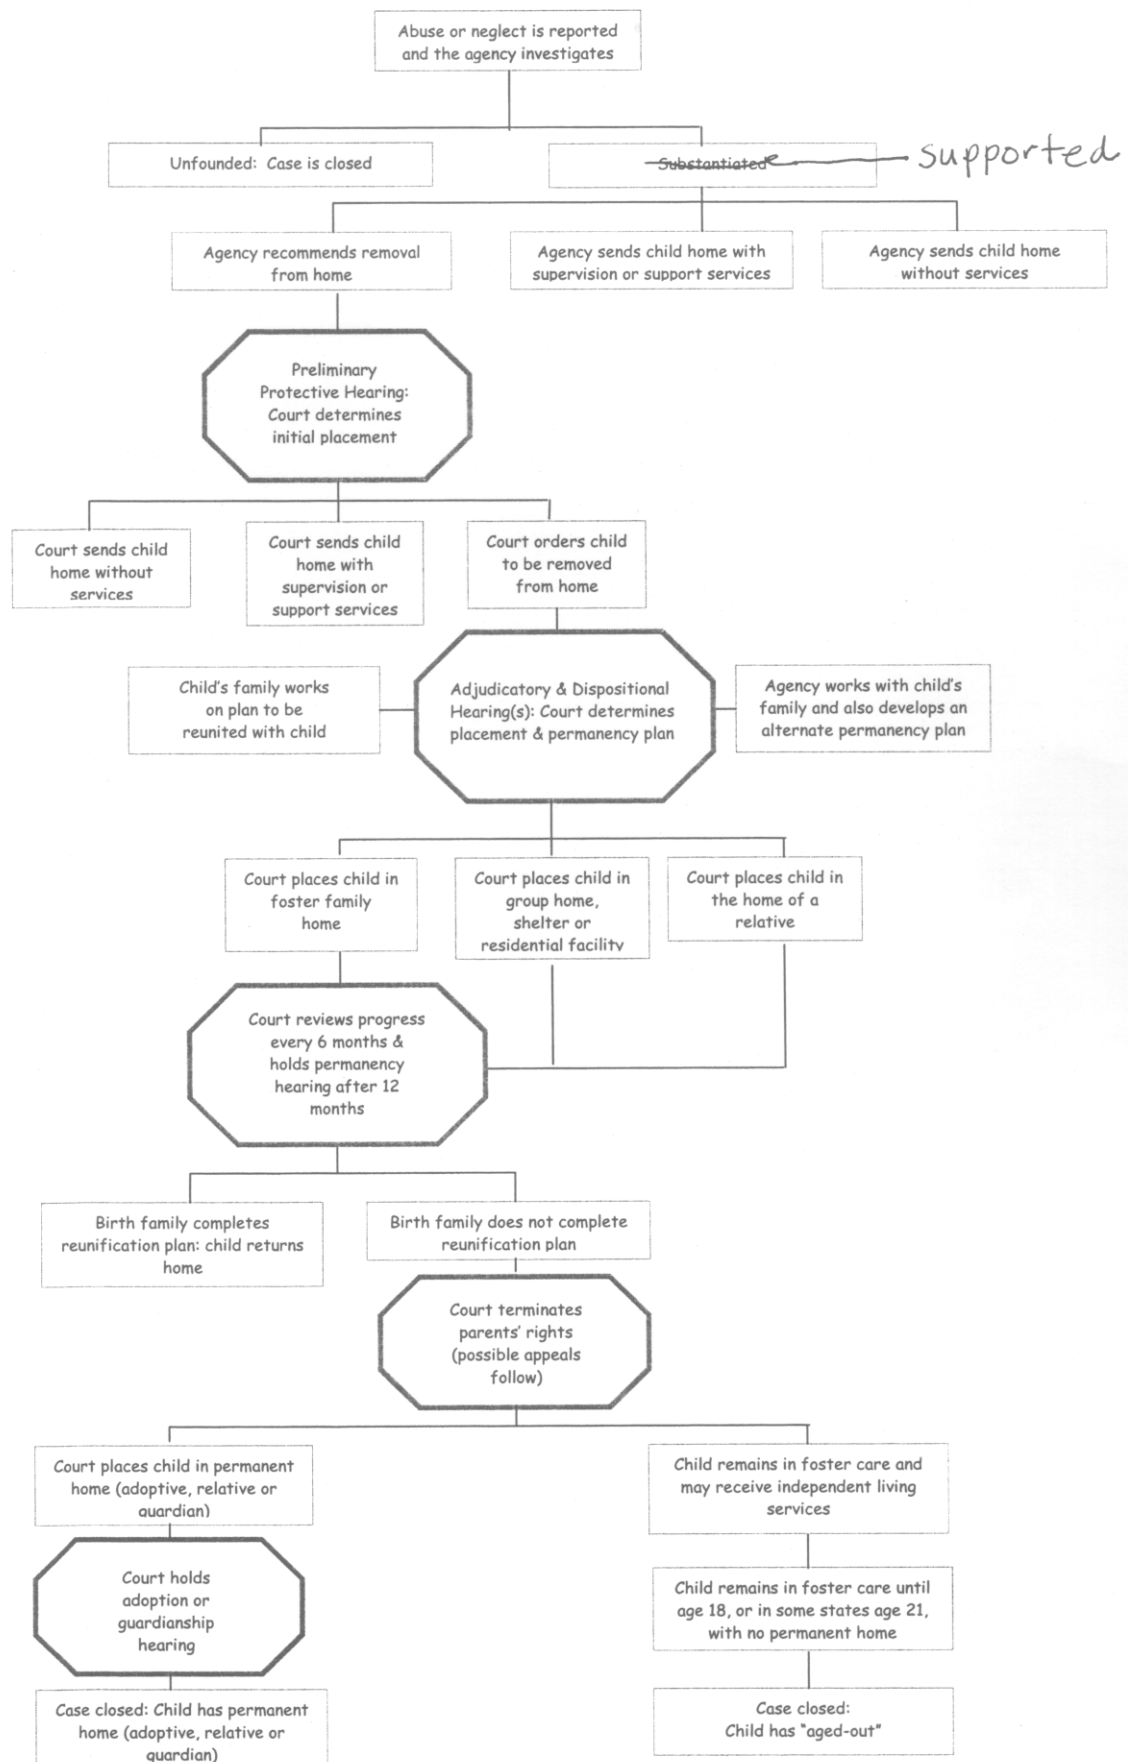 Abuse or neglect is reported
and the agency investigates
Unfounded: Case is closed
Substantiated
supported
Agency recommends removal
from home
Agency sends child home with
supervision or support services
Agency sends child home
without services
Preliminary
Protective Hearing:
Court determines
initial placement
Court sends child
home without
services
Court sends child
home with
supervision or
support services
Court orders child
to be removed
from home
Child's family works
on plan to be
reunited with child
Adjudicatory & Dispositional
Hearing(s): Court determines
placement & permanency plan
Agency works with child's
family and also develops an
alternate permanency plan
Court places child in
foster family
home
Court places child in
group home,
shelter or
residential facility
Court places child in
the home of a
relative
Court reviews progress
every 6 months &
holds permanency
hearing after 12
months
Birth family completes
reunification plan: child returns
home
Birth family does not complete
reunification plan
Court terminates
parents' rights
(possible appeals
follow)
Court places child in permanent
home (adoptive, relative or
guardian)
Child remains in foster care and
may receive independent living
services
Court holds
adoption or
guardianship
hearing
Child remains in foster care until
age 18, or in some states age 21,
with no permanent home
Case closed: Child has permanent
home (adoptive, relative or
guardian)
Case closed:
Child has "aged-out"